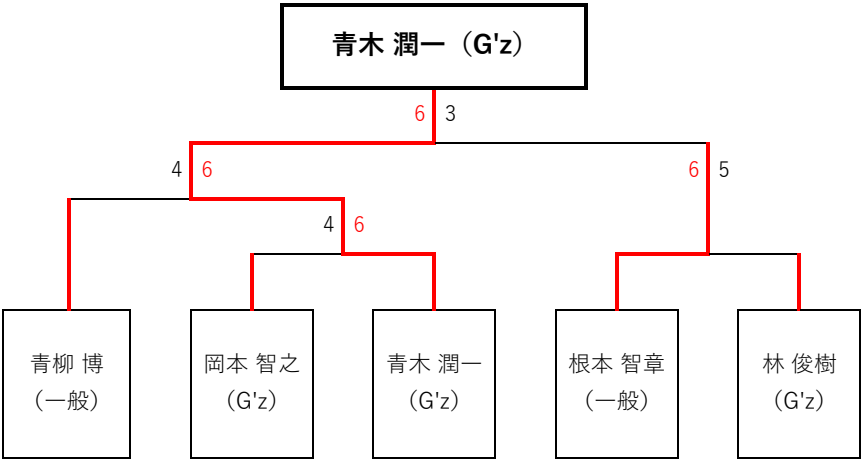 青木 潤一（G'z）
6 3
4 6
6 5
4 6
青柳 博
（一般）
岡本 智之
（G'z）
青木 潤一
（G'z）
根本 智章
（一般）
林 俊樹
（G'z）